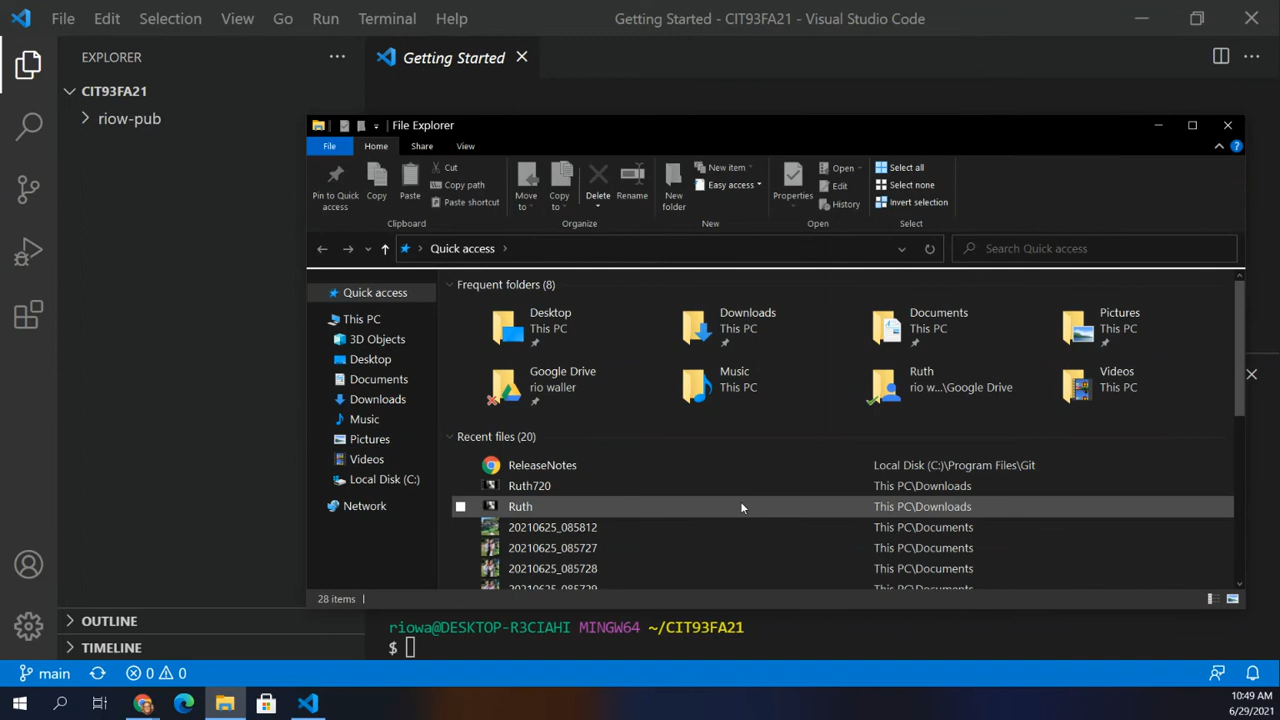 File Edit Selection View Go Run Terminal Help
Getting Started - CIT93FA21 - Visual Studio Code
EXPLORER
Getting Started
CIT93FA21
riow-pub
File Explorer
File Home Share View
Pin to Quick access
Copy
Paste
Cut
Copy path
Paste shortcut
Clipboard
Move to
Copy to
Delete
Rename
Organize
New folder
New item
Easy access
New
Properties
Open
Edit
History
Open
Select all
Select none
Invert selection
Select
Quick access
Search Quick access
Quick access
This PC
3D Objects
Desktop
Documents
Downloads
Music
Pictures
Videos
Local Disk (C:)
Network
Frequent folders (8)
Desktop
This PC
Downloads
This PC
Documents
This PC
Pictures
This PC
Google Drive
rio waller
Music
This PC
Ruth
rio w...\Google Drive
Videos
This PC
Recent files (20)
ReleaseNotes Local Disk (C:)\Program Files\Git
Ruth720 This PC\Downloads
Ruth This PC\Downloads
20210625_085812 This PC\Documents
20210625_085727 This PC\Documents
20210625_085728 This PC\Documents
20210625_085729 This PC\Documents
28 items
OUTLINE
TIMELINE
riowa@DESKTOP-R3CIAHI MINGW64 ~/CIT93FA21
$
main 0 0
10:49 AM
6/29/2021